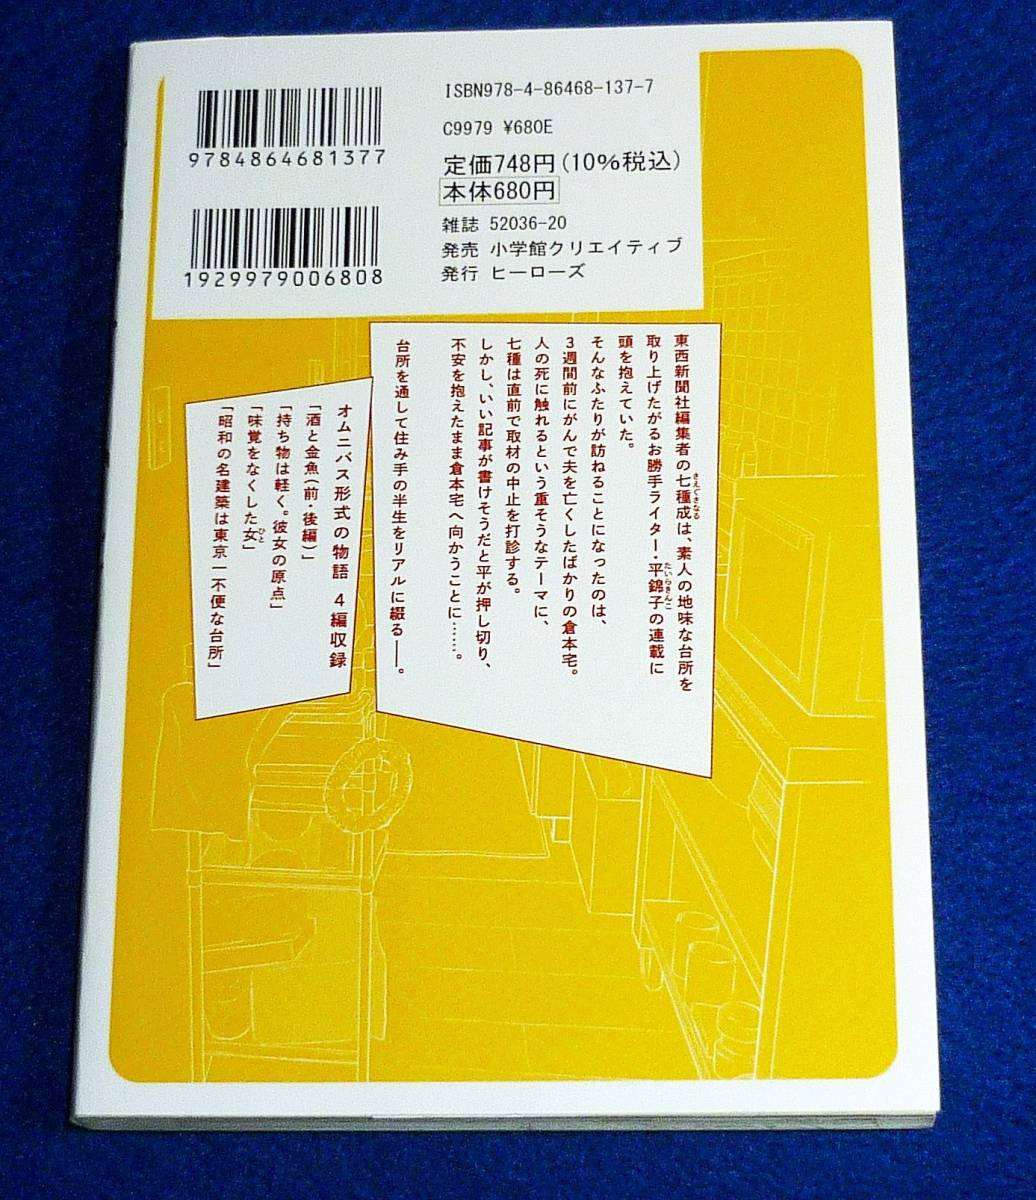 9784864681377
1929979006808
ISBN978-4-86468-137-7
C9979 ¥680E
定価748円(10%税込)
本体680円
雑誌 52036-20
発売 小学館クリエイティブ
発行 ヒーローズ
東西新聞社編集者の七種成は、素人の地味な台所を
取り上げたがるお勝手ライター・平錦子の連載に
頭を抱えていた。
そんなふたりが訪ねることになったのは、
3週間前にがんで夫を亡くしたばかりの倉本宅。
人の死に触れるという重そうなテーマに、
七種は直前で取材の中止を打診する。
しかし、いい記事が書けそうだと平が押し切り、
不安を抱えたまま倉本宅へ向かうことに……。
台所を通して住み手の半生をリアルに綴る──。
オムニバス形式の物語 4編収録
「酒と金魚(前・後編)」
「持ち物は軽く。彼女の原点」
「味覚をなくした女」
「昭和の名建築は東京一不便な台所」